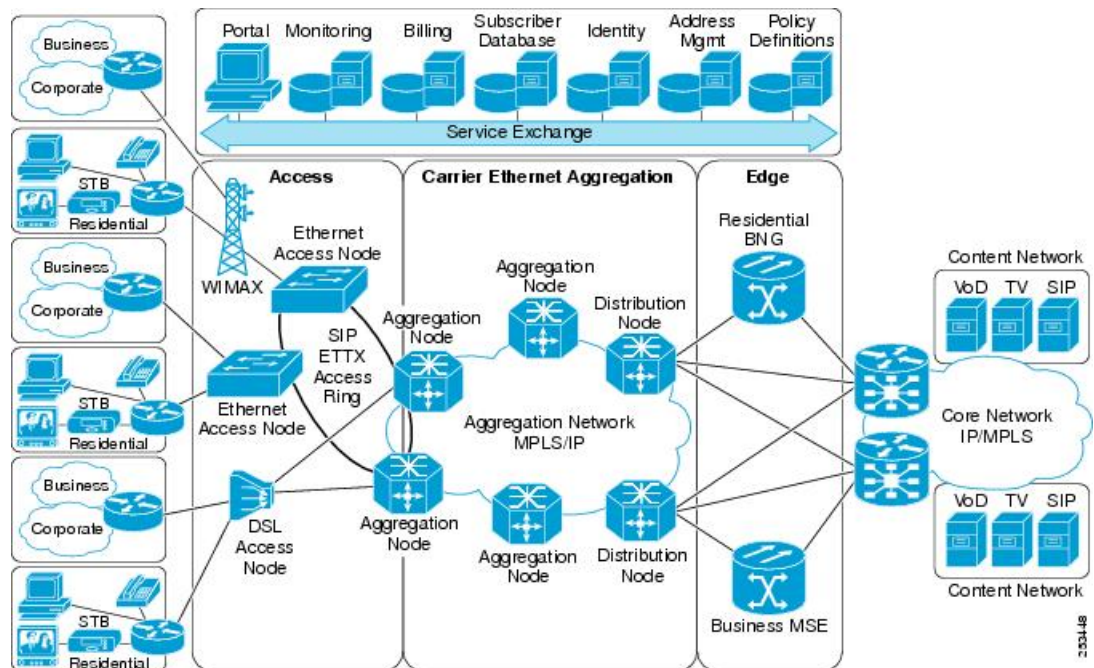 Portal
Monitoring
Billing
Subscriber
Database
Identity
Address
Mgmt
Policy
Definitions
Service Exchange
Business
Corporate
STB
Residential
Business
Corporate
STB
Residential
Business
Corporate
STB
Residential
Access
WIMAX
Ethernet
Access Node
SIP
ETTX
Access
Ring
Ethernet
Access Node
DSL
Access
Node
Carrier Ethernet Aggregation
Aggregation
Node
Aggregation
Node
Distribution
Node
Aggregation Network
MPLS/IP
Aggregation
Node
Aggregation
Node
Distribution
Node
Edge
Residential
BNG
Business MSE
Content Network
VoD TV SIP
Core Network
IP/MPLS
VoD TV SIP
Content Network
253448